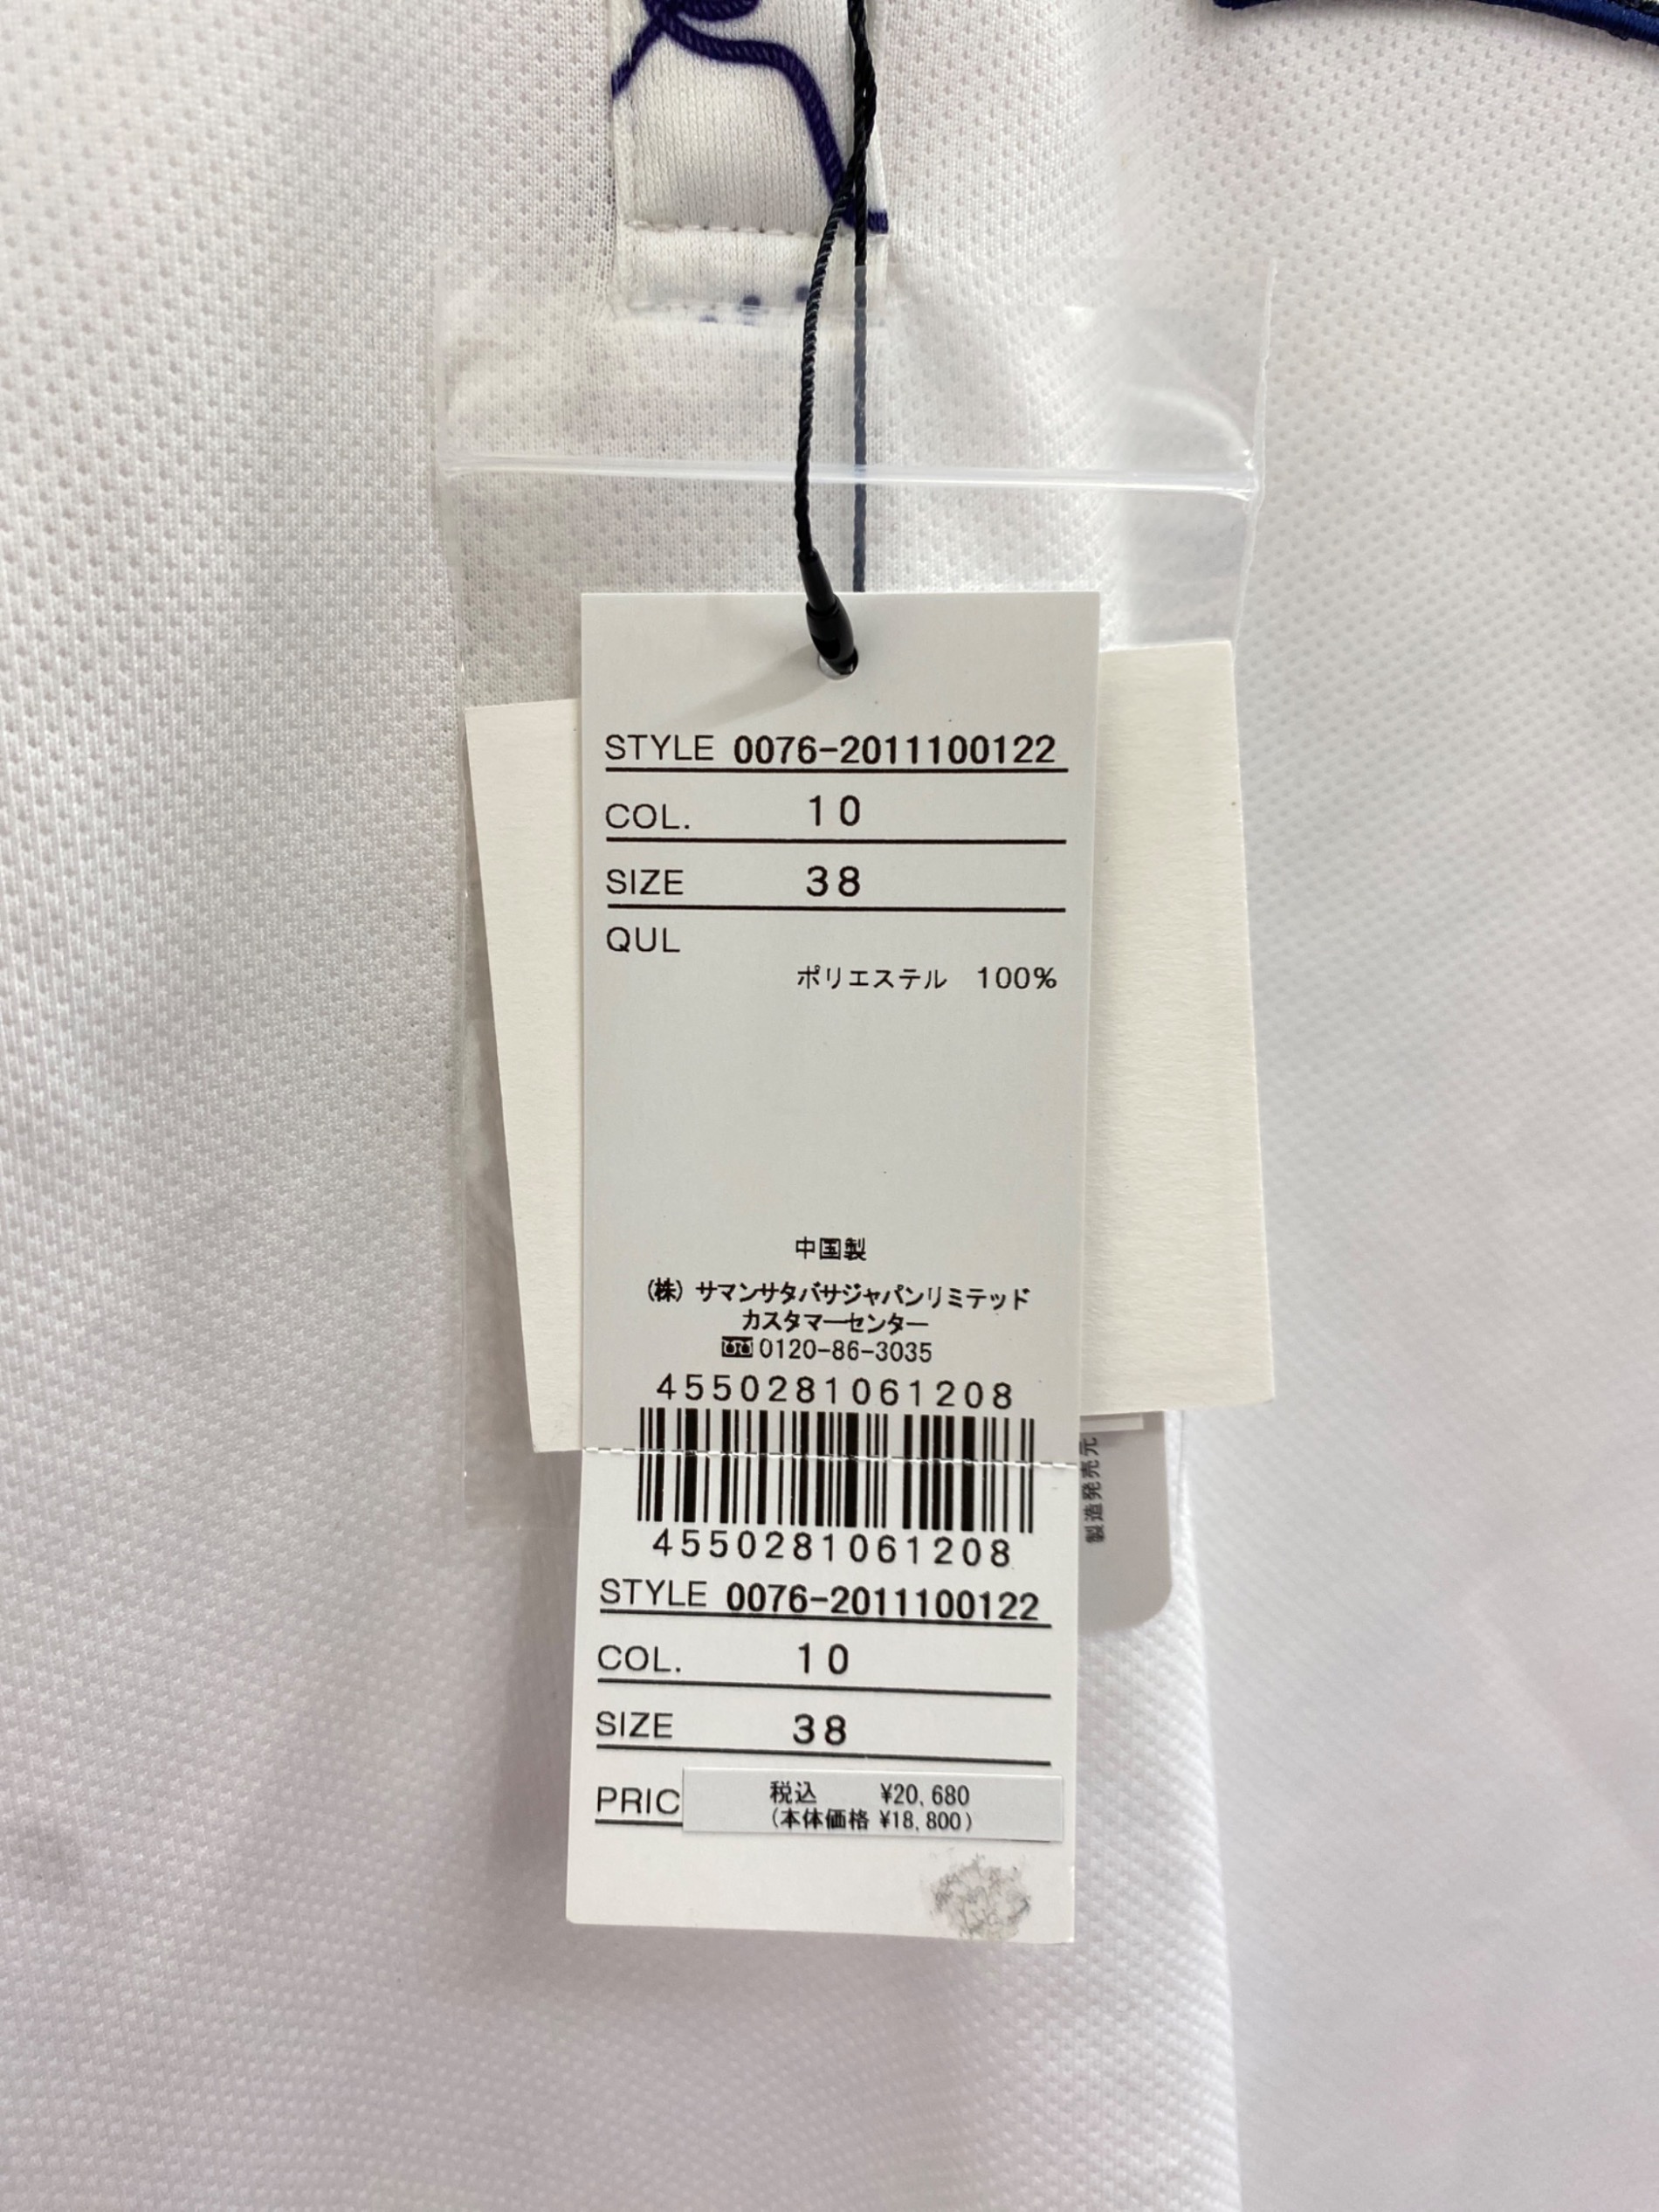 STYLE 0076-2011100122
COL. 10
SIZE 38
QUL
ポリエステル 100%
中国製
(株) サマンサタバサジャパンリミテッド
カスタマーセンター
0120-86-3035
4550281061208
4550281061208
STYLE 0076-2011100122
COL. 10
SIZE 38
PRIC
税込 ¥20,680
(本体価格 ¥18,800)
製造発売元